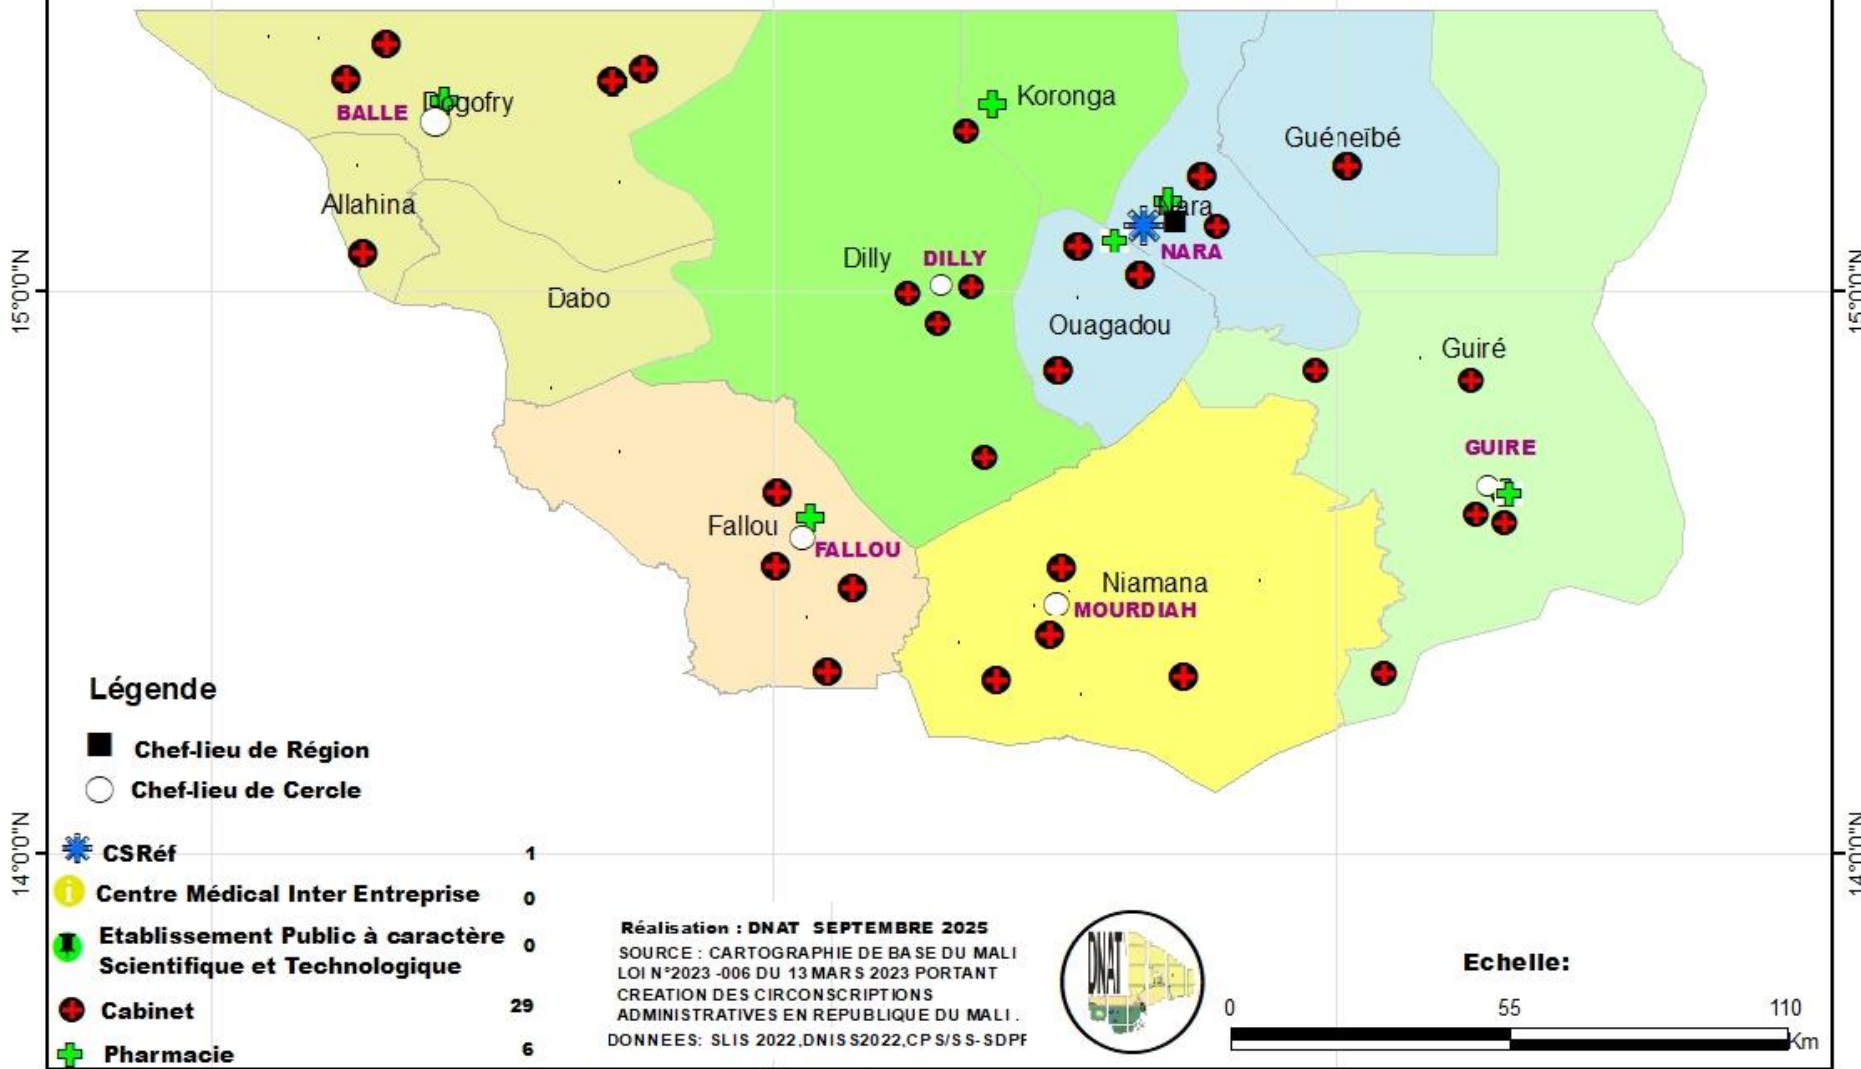 Koronga
Dogofry
BALLE
Guéneïbé
Allahina
Nara
NARA
Dilly
DILLY
15°0'0"N
15°0'0"N
Dabo
Ouagadou
Guiré
GUIRE
Fallou
FALLOU
Niamana
MOURDIAH
Légende
Chef-lieu de Région
Chef-lieu de Cercle
14°0'0"N
14°0'0"N
CSRéf 1
Centre Médical Inter Entreprise 0
Etablissement Public à caractère 0
Scientifique et Technologique
Cabinet 29
Pharmacie 6
Réalisation : DNAT SEPTEMBRE 2025
SOURCE : CARTOGRAPHIE DE BASE DU MALI
LOI N°2023 -006 DU 13 MARS 2023 PORTANT
CREATION DES CIRCONSCRIPTIONS
ADMINISTRATIVES EN REPUBLIQUE DU MALI .
DONNEES: SLIS 2022,DNISS2022,CPS/SS-SDPF
DNAT
Echelle:
0 55 110
Km